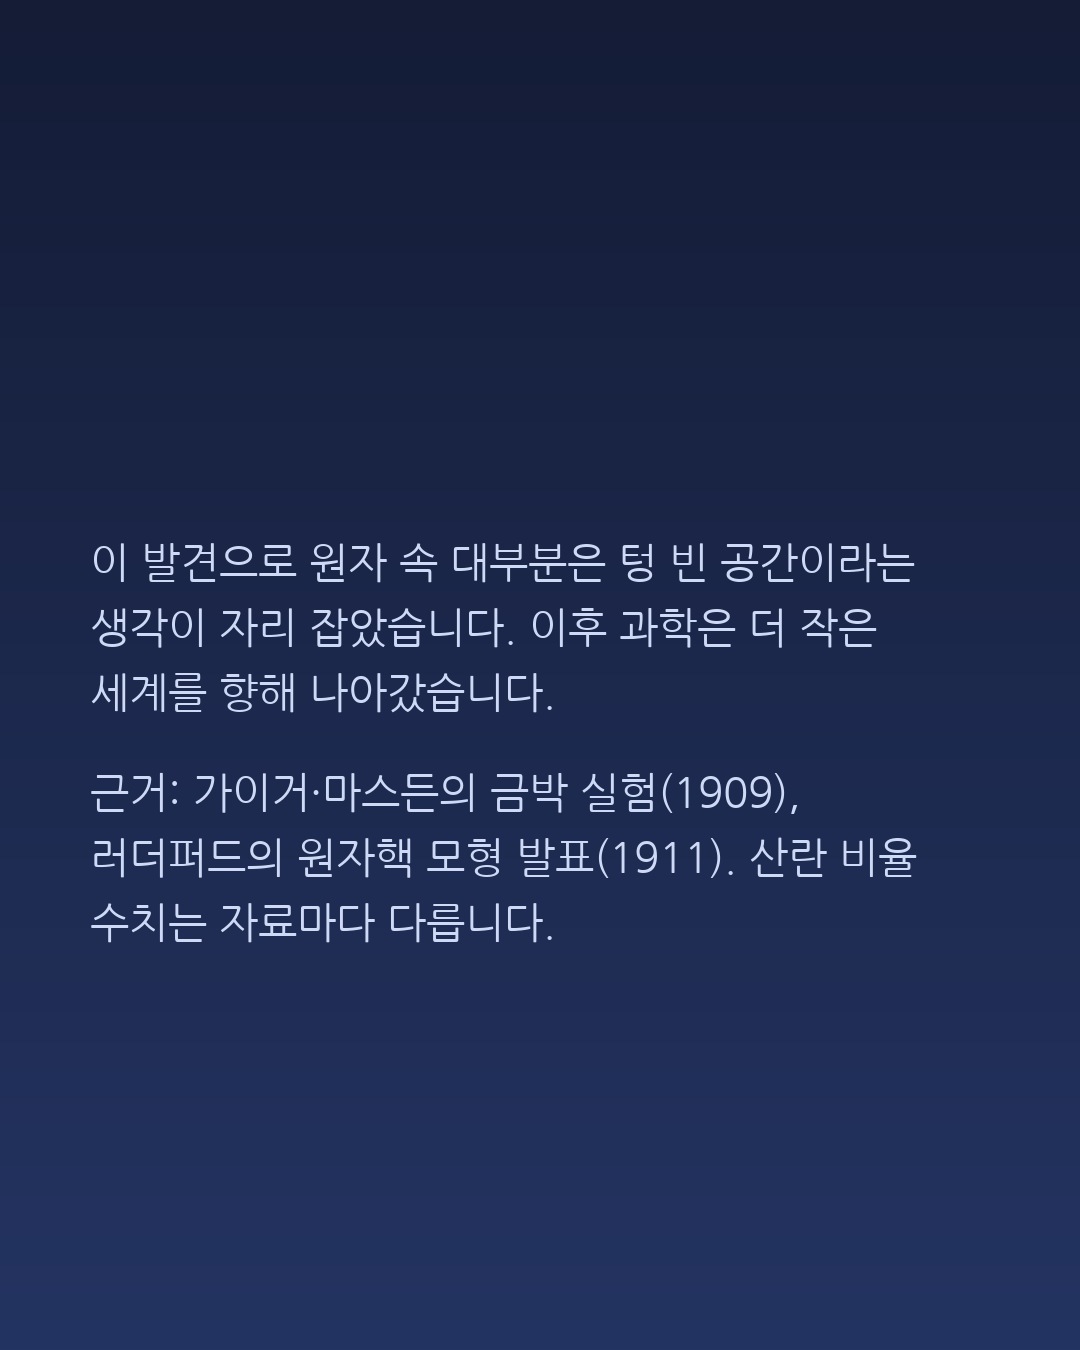 이 발견으로 원자 속 대부분은 텅 빈 공간이라는
생각이 자리 잡았습니다. 이후 과학은 더 작은
세계를 향해 나아갔습니다.
근거: 가이거·마스든의 금박 실험(1909),
러더퍼드의 원자핵 모형 발표(1911). 산란 비율
수치는 자료마다 다릅니다.